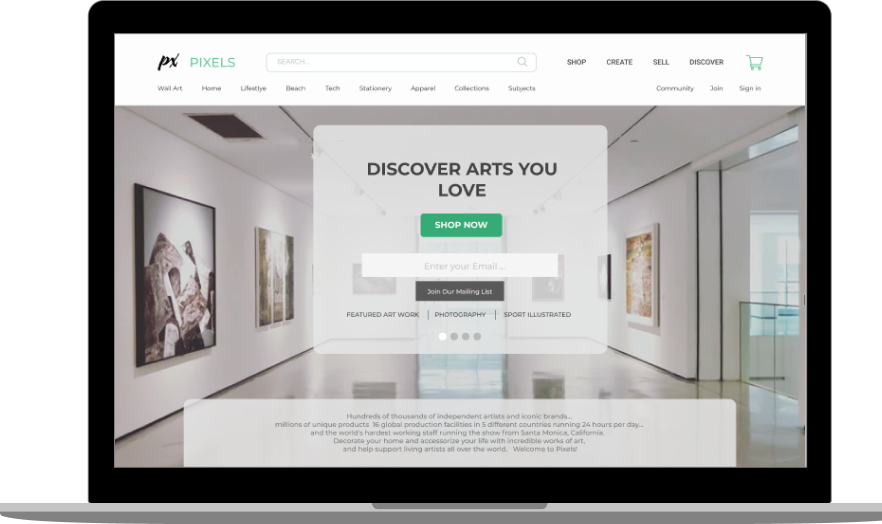 px PIXELS
SEARCH...
SHOP CREATE SELL DISCOVER
Wall Art Home Lifestlye Beach Tech Stationery Apparel Collections Subjects
Community Join Sign in
DISCOVER ARTS YOU
LOVE
SHOP NOW
Enter your Email ...
Join Our Mailing List
FEATURED ART WORK | PHOTOGRAPHY | SPORT ILLUSTRATED
Hundreds of thousands of independent artists and iconic brands...
millions of unique products 16 global production facilities in 5 different countries running 24 hours per day...
and the world's hardest working staff running the show from Santa Monica, California.
Decorate your home and accessorize your life with incredible works of art,
and help support living artists all over the world. Welcome to Pixels!